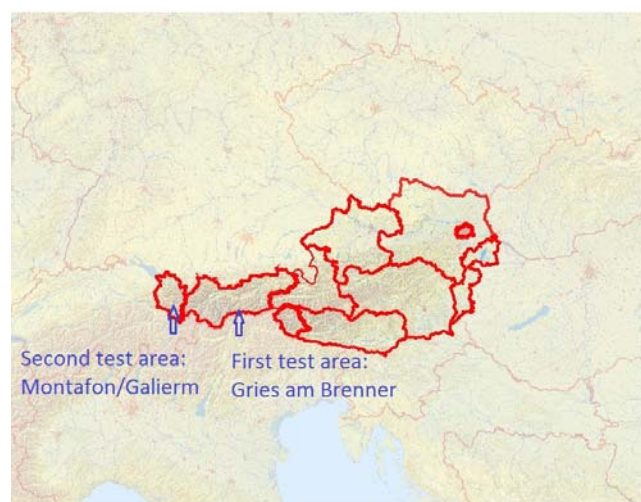 Second test area:
Montafon/Galierm
First test area:
Gries am Brenner